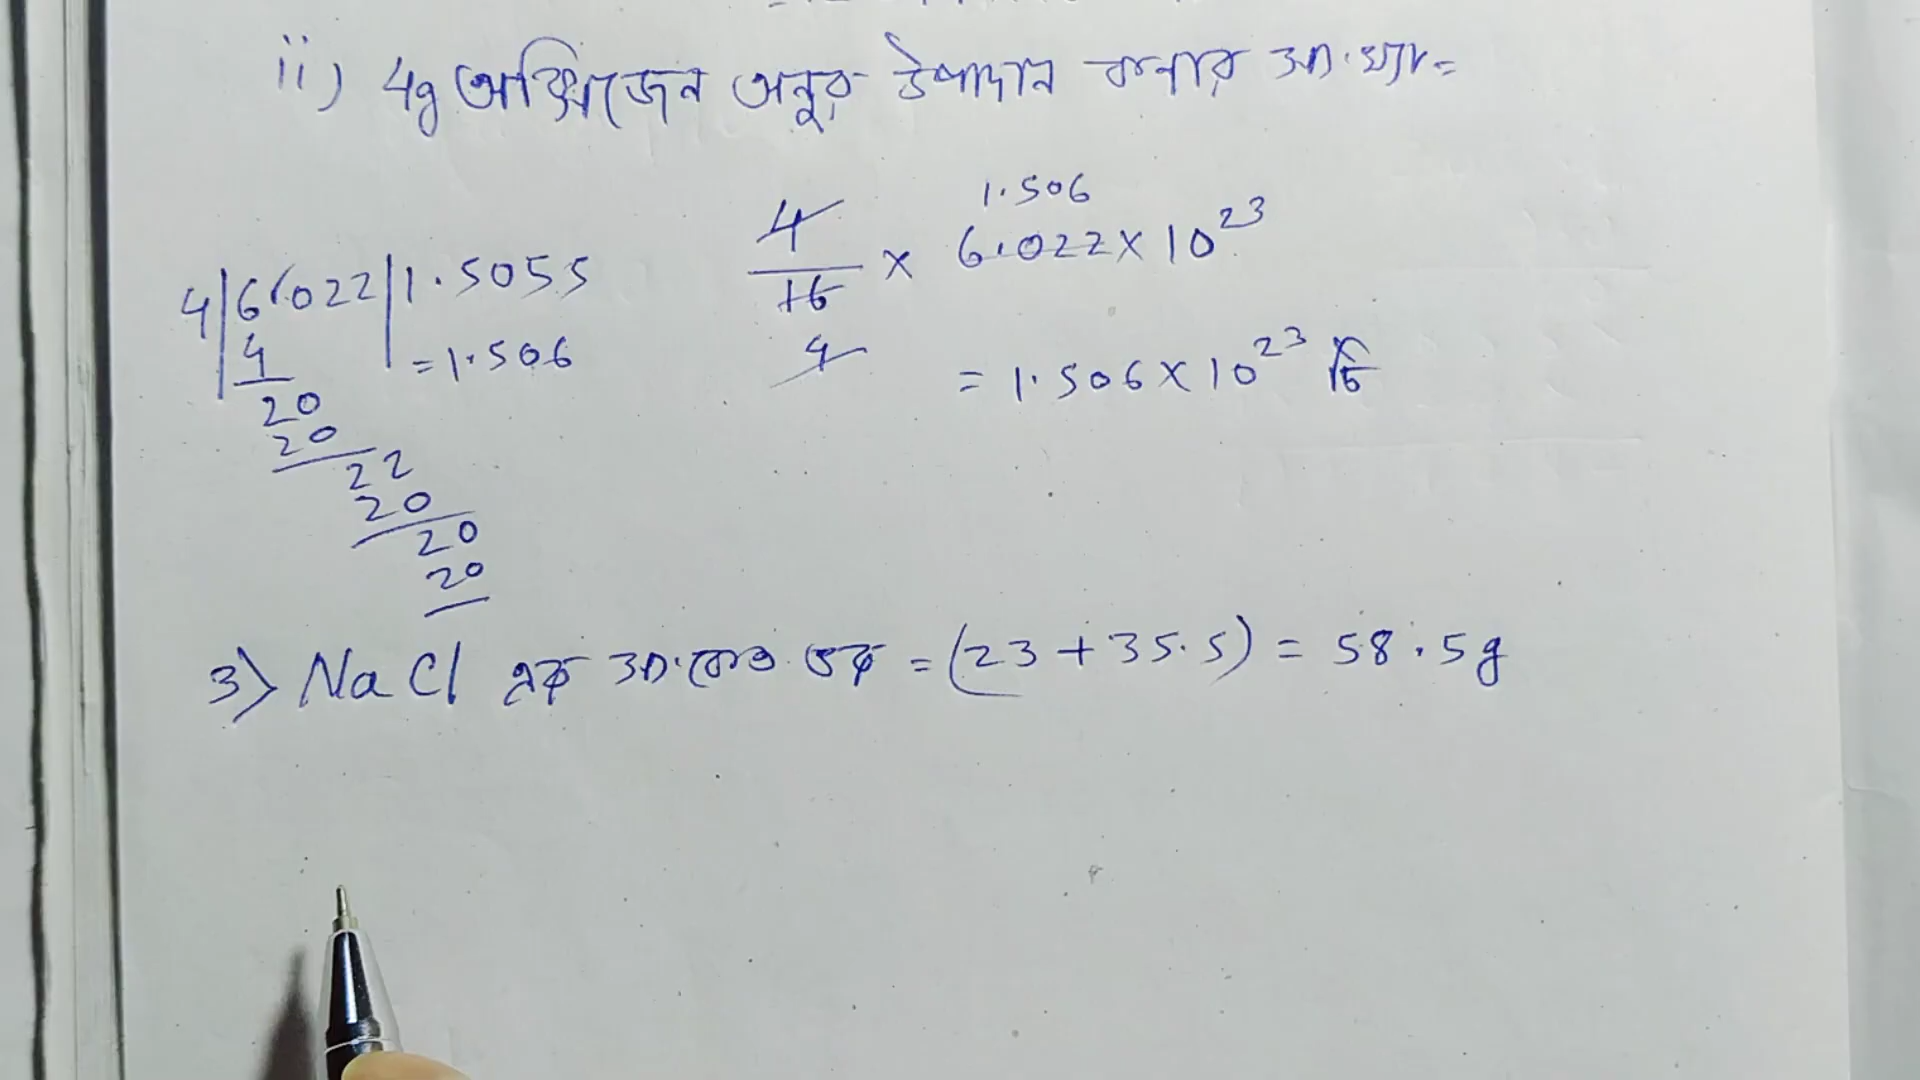 ii) 4g অক্সিজেন অনুর উপাদান কনার সংখ্যা =
1.506
4/16 × 6.022 × 10²³
4
= 1.506 × 10²³ টি
4|6.022|1.5055
4 = 1.506
20
20
22
20
20
20
3) NaCl এক সংকেত ভর = (23 + 35.5) = 58.5g